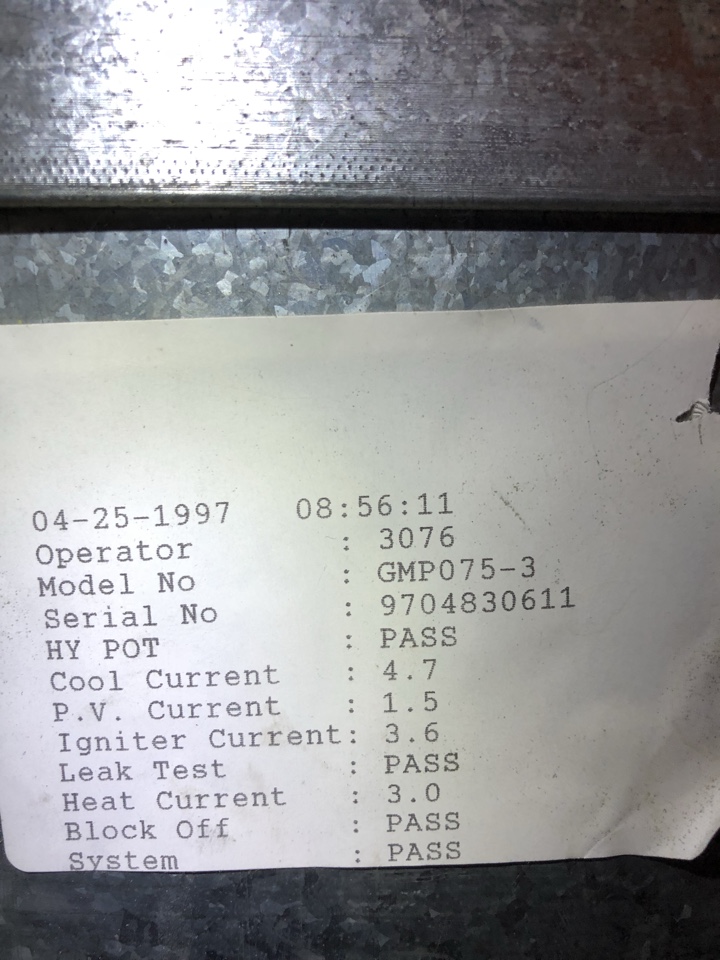 04-25-1997 08:56:11
Operator : 3076
Model No : GMP075-3
Serial No : 9704830611
HY POT : PASS
Cool Current : 4.7
P.V. Current : 1.5
Igniter Current: 3.6
Leak Test : PASS
Heat Current : 3.0
Block Off : PASS
System : PASS